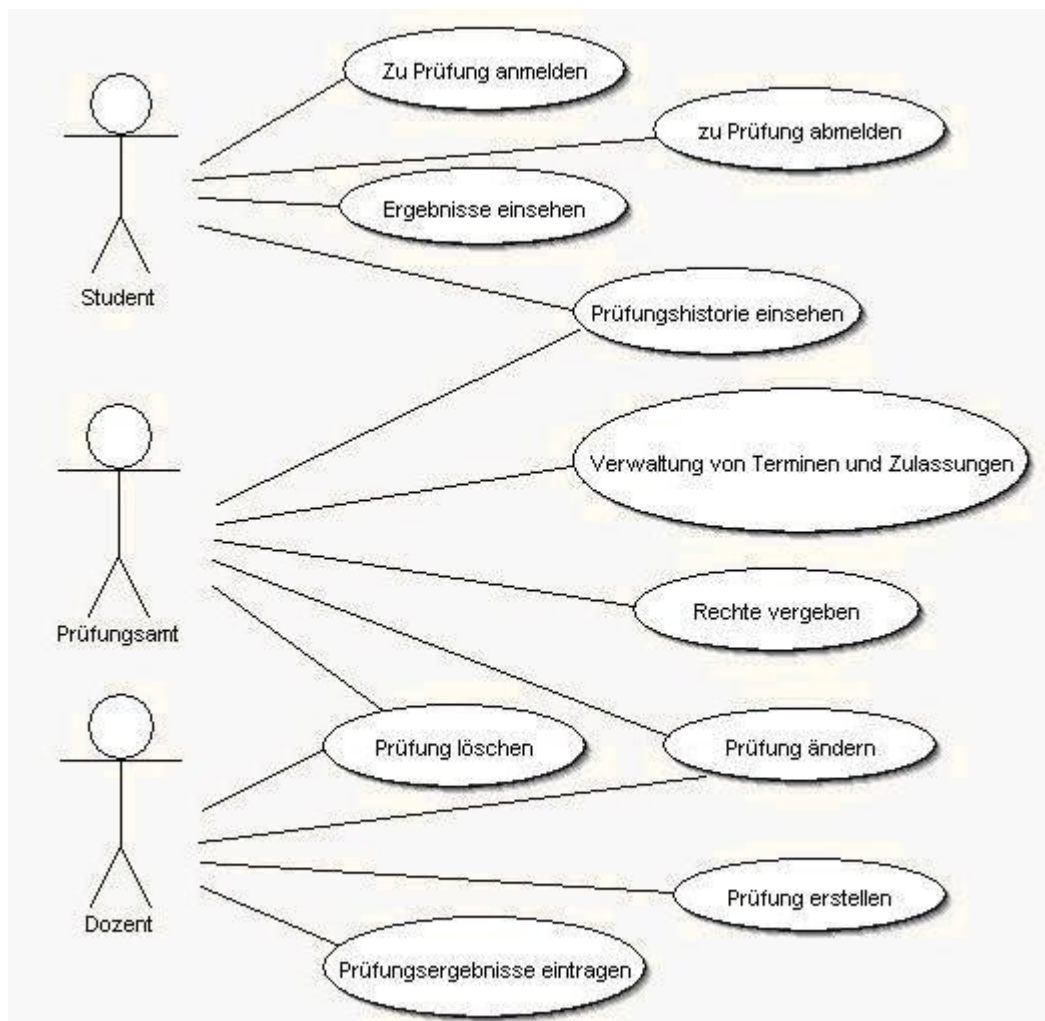 Zu Prüfung anmelden
zu Prüfung abmelden
Ergebnisse einsehen
Student
Prüfungshistorie einsehen
Verwaltung von Terminen und Zulassungen
Rechte vergeben
Prüfungsamt
Prüfung löschen
Prüfung ändern
Prüfung erstellen
Dozent
Prüfungsergebnisse eintragen